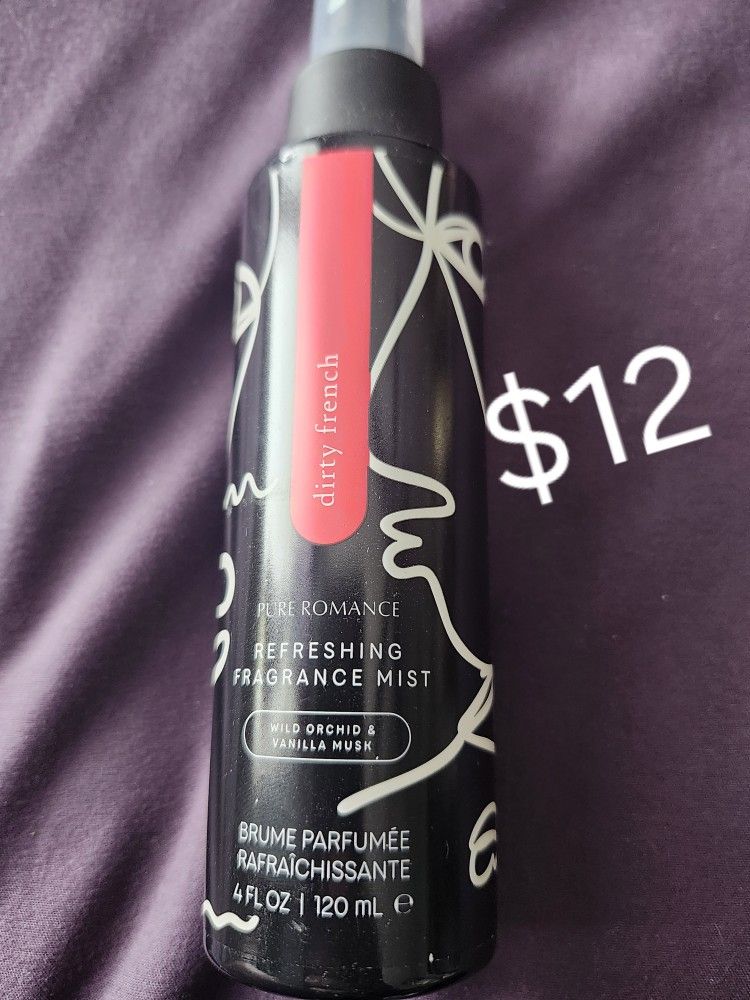 dirty french
$12
PURE ROMANCE
REFRESHING
FRAGRANCE MIST
WILD ORCHID &
VANILLA MUSK
BRUME PARFUMÉE
RAFRAÎCHISSANTE
4 FL OZ | 120 mL ℮